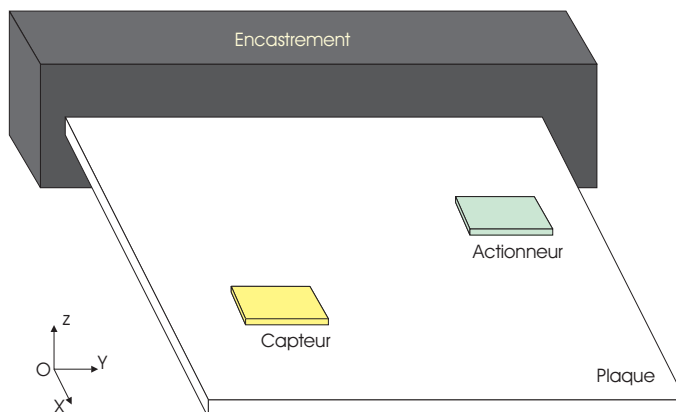 Encastrement
Actionneur
Capteur
Z
O
Y
X
Plaque